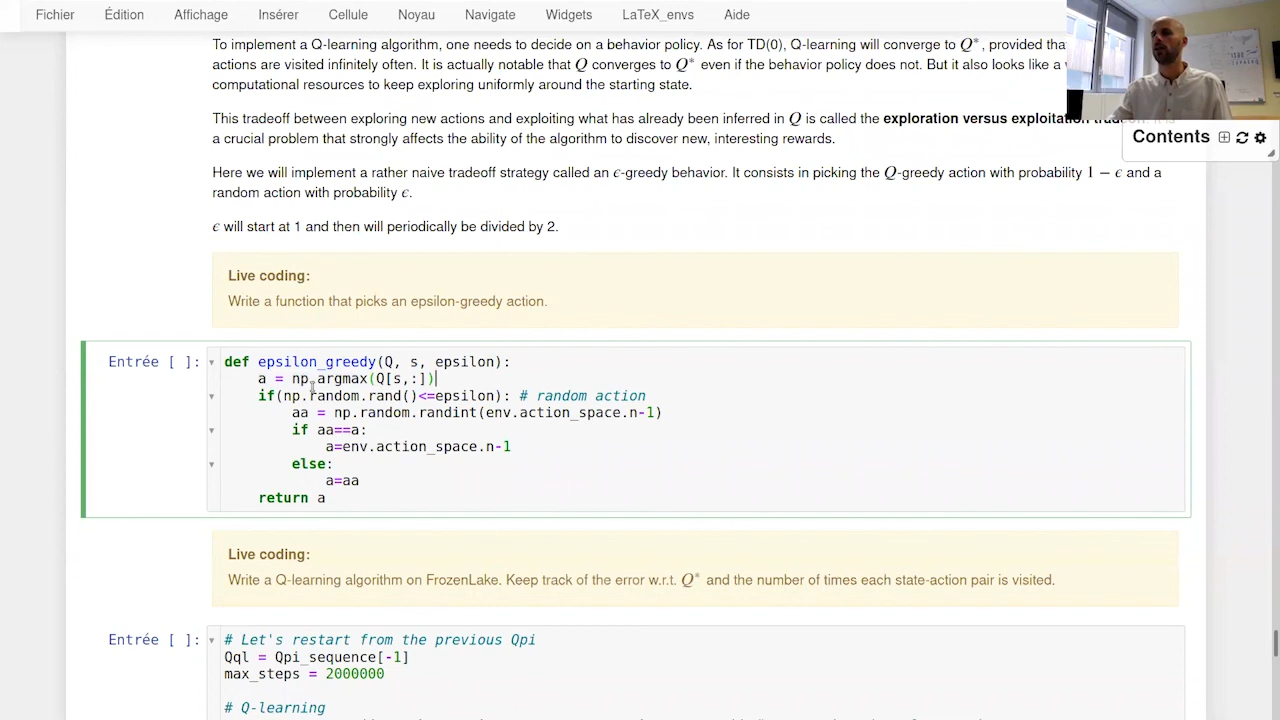 Fichier Édition Affichage Insérer Cellule Noyau Navigate Widgets LaTeX_envs Aide
To implement a Q-learning algorithm, one needs to decide on a behavior policy. As for TD(0), Q-learning will converge to Q*, provided tha
actions are visited infinitely often. It is actually notable that Q converges to Q* even if the behavior policy does not. But it also looks like a
computational resources to keep exploring uniformly around the starting state.
This tradeoff between exploring new actions and exploiting what has already been inferred in Q is called the exploration versus exploitation
a crucial problem that strongly affects the ability of the algorithm to discover new, interesting rewards.
Contents
Here we will implement a rather naive tradeoff strategy called an ϵ-greedy behavior. It consists in picking the Q-greedy action with probability 1 − ϵ and a
random action with probability ϵ.
ϵ will start at 1 and then will periodically be divided by 2.
Live coding:
Write a function that picks an epsilon-greedy action.
Entrée [ ]:
def epsilon_greedy(Q, s, epsilon):
    a = np.argmax(Q[s,:])
    if(np.random.rand()<=epsilon): # random action
        aa = np.random.randint(env.action_space.n-1)
        if aa==a:
            a=env.action_space.n-1
        else:
            a=aa
    return a
Live coding:
Write a Q-learning algorithm on FrozenLake. Keep track of the error w.r.t. Q* and the number of times each state-action pair is visited.
Entrée [ ]:
# Let's restart from the previous Qpi
Qql = Qpi_sequence[-1]
max_steps = 2000000
# Q-learning